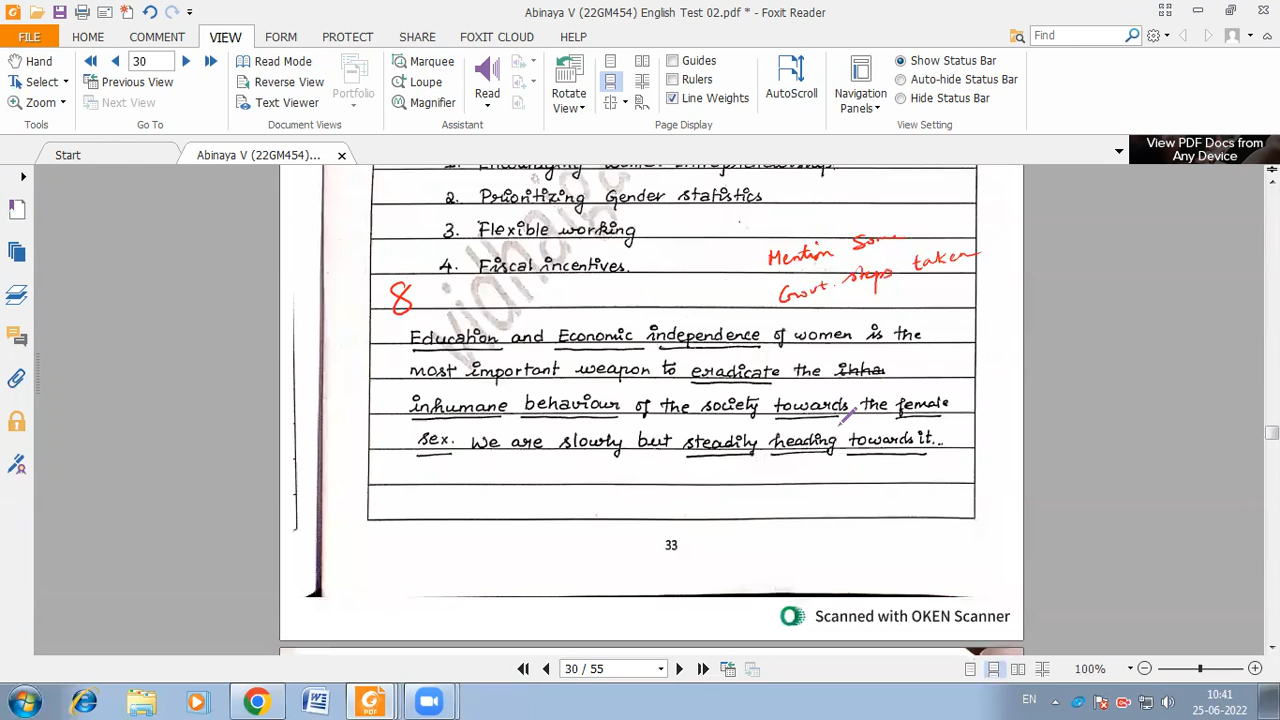 Abinaya V (22GM454) English Test 02.pdf * - Foxit Reader
FILE HOME COMMENT VIEW FORM PROTECT SHARE FOXIT CLOUD HELP Find
Hand 30 Read Mode Marquee Guides Show Status Bar
Select Previous View Reverse View Loupe Rulers Auto-hide Status Bar
Zoom Next View Text Viewer Portfolio Magnifier Read Rotate View Line Weights AutoScroll Navigation Panels Hide Status Bar
Tools Go To Document Views Assistant Page Display View Setting
Start Abinaya V (22GM454)... View PDF Docs from
Any Device
1. Encouraging Women Entrepreneurship.
2. Prioritizing Gender statistics
3. Flexible working
Mention Some
4. Fiscal incentives.
Govt. steps taken
8
Education and Economic independence of women is the
most important weapon to eradicate the
inhumane behaviour of the society towards the female
sex. We are slowly but steadily heading towards it...
33
Scanned with OKEN Scanner
vidhai
30 / 55 100%
EN 10:41
25-06-2022